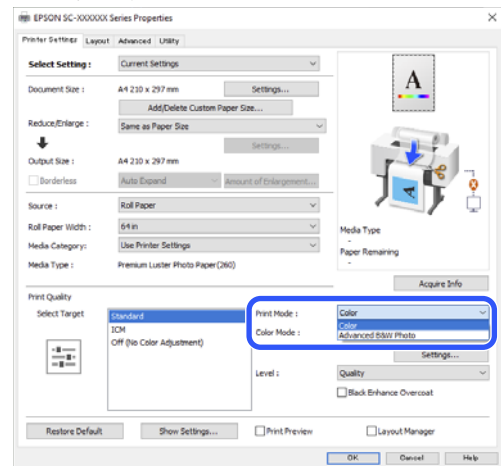 EPSON SC-XXXXXX Series Properties
Printer Settings Layout Advanced Utility
Select Setting : Current Settings
Document Size : A4 210 x 297 mm Settings...
Add/Delete Custom Paper Size...
Reduce/Enlarge : Same as Paper Size
Settings...
Output Size : A4 210 x 297 mm
Borderless Auto Expand Amount of Enlargement...
Source : Roll Paper
Roll Paper Width : 64 in
Media Category: Use Printer Settings
Media Type : Premium Luster Photo Paper(260)
A
Media Type
-
Paper Remaining
-
Acquire Info
Print Quality
Select Target Standard
ICM
Off (No Color Adjustment)
Print Mode : Color
Color
Color Mode : Advanced B&W Photo
Settings...
Level : Quality
Black Enhance Overcoat
Restore Default Show Settings... Print Preview Layout Manager
OK Cancel Help